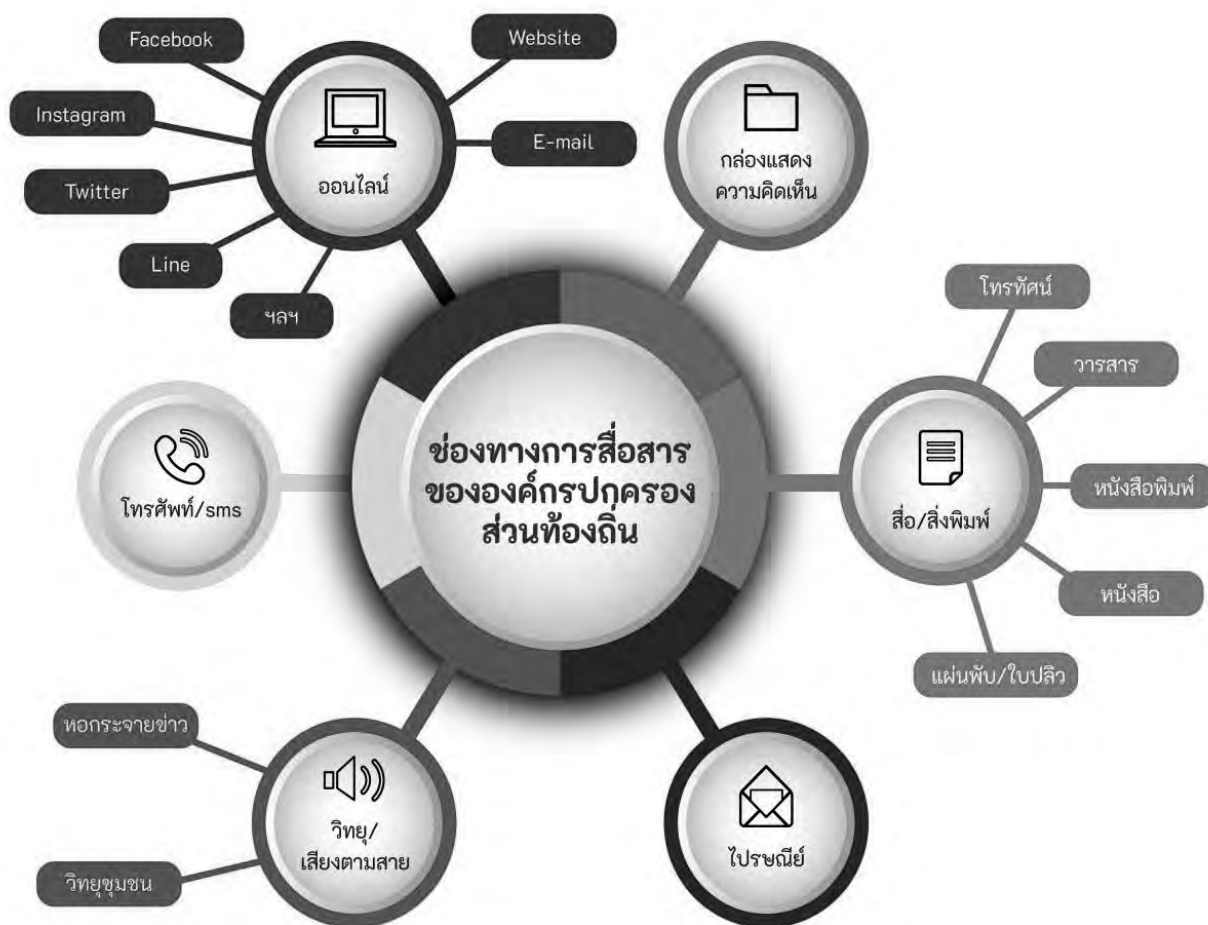 Facebook
Website
Instagram
E-mail
Twitter
ออนไลน์
Line
ฯลฯ
กล่องแสดง
ความคิดเห็น
โทรทัศน์
วารสาร
หนังสือพิมพ์
สื่อ/สิ่งพิมพ์
หนังสือ
แผ่นพับ/ใบปลิว
ช่องทางการสื่อสาร
ขององค์กรปกครอง
ส่วนท้องถิ่น
โทรศัพท์/sms
หอกระจายข่าว
วิทยุ/
เสียงตามสาย
วิทยุชุมชน
ไปรษณีย์